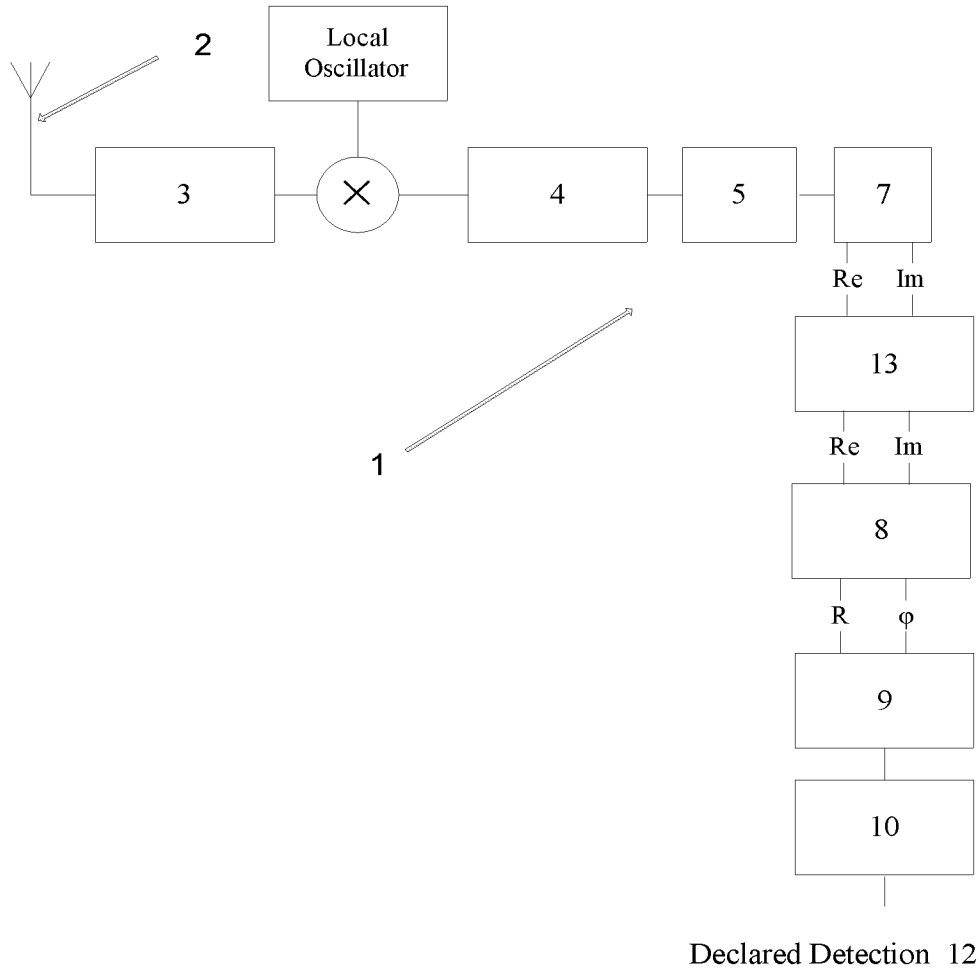 2
Local
Oscillator
3
4
5
7
Re Im
13
1
Re Im
8
R φ
9
10
Declared Detection 12